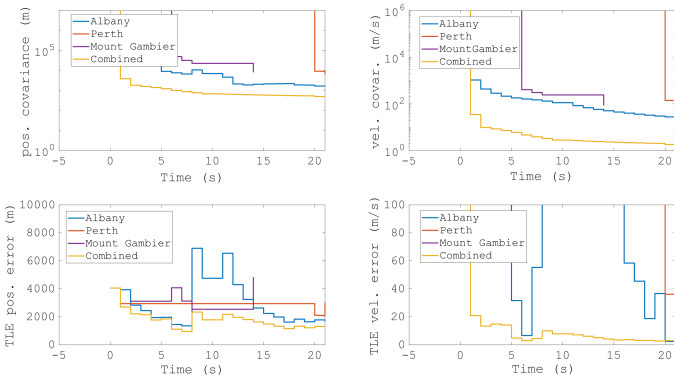 pos. covariance (m)
10^5
10^0
Albany
Perth
Mount Gambier
Combined
-5 0 5 10 15 20
Time (s)
vel. covar. (m/s)
10^6
10^4
10^2
10^0
Albany
Perth
MountGambier
Combined
-5 0 5 10 15 20
Time (s)
TLE pos. error (m)
10000
8000
6000
4000
2000
0
Albany
Perth
Mount Gambier
Combined
-5 0 5 10 15 20
Time (s)
TLE vel. error (m/s)
100
80
60
40
20
0
Albany
Perth
Mount Gambier
Combined
-5 0 5 10 15 20
Time (s)